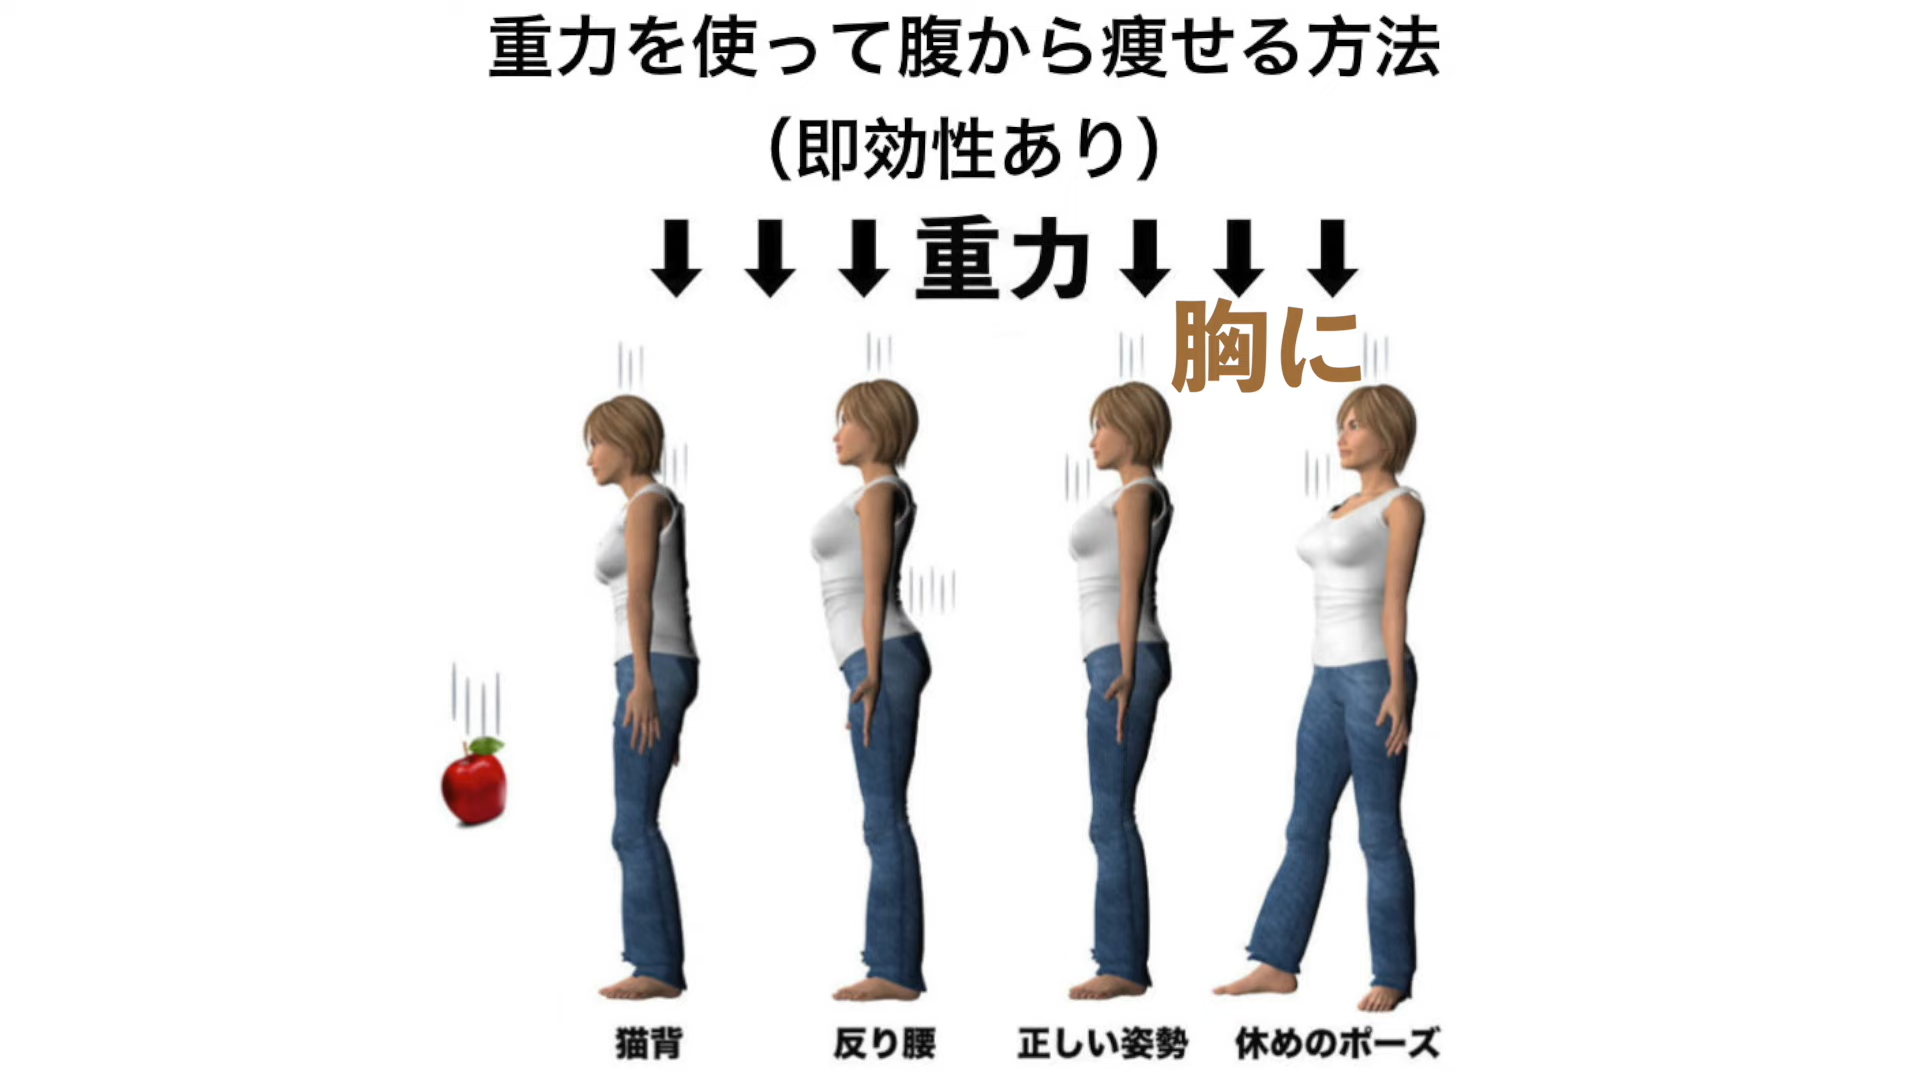 重力を使って腹から痩せる方法
（即効性あり）
↓↓↓重力↓↓↓
胸に
猫背
反り腰
正しい姿勢
休めのポーズ